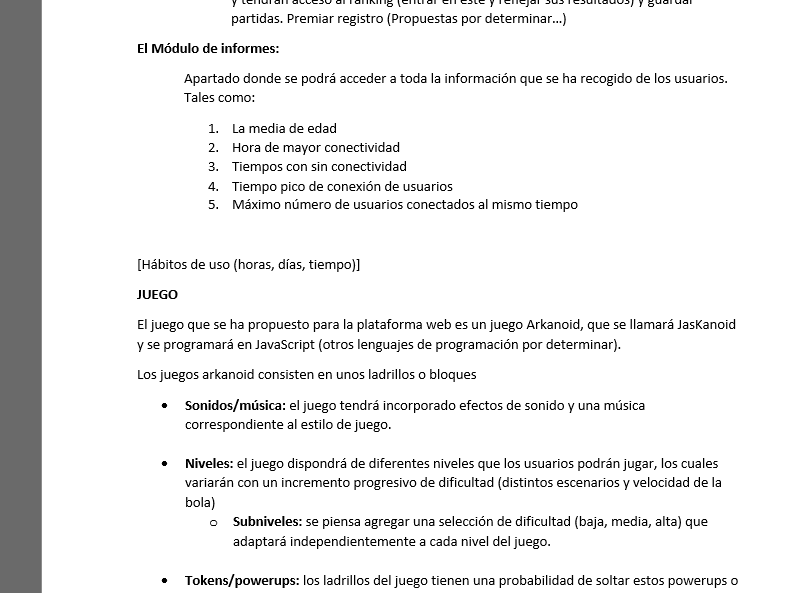 y tendrán acceso al ranking (entrar en este y reflejar sus resultados) y guardar
partidas. Premiar registro (Propuestas por determinar...)
El Módulo de informes:
Apartado donde se podrá acceder a toda la información que se ha recogido de los usuarios.
Tales como:
1. La media de edad
2. Hora de mayor conectividad
3. Tiempos con sin conectividad
4. Tiempo pico de conexión de usuarios
5. Máximo número de usuarios conectados al mismo tiempo
[Hábitos de uso (horas, días, tiempo)]
JUEGO
El juego que se ha propuesto para la plataforma web es un juego Arkanoid, que se llamará JasKanoid
y se programará en JavaScript (otros lenguajes de programación por determinar).
Los juegos arkanoid consisten en unos ladrillos o bloques
• Sonidos/música: el juego tendrá incorporado efectos de sonido y una música
correspondiente al estilo de juego.
• Niveles: el juego dispondrá de diferentes niveles que los usuarios podrán jugar, los cuales
variarán con un incremento progresivo de dificultad (distintos escenarios y velocidad de la
bola)
o Subniveles: se piensa agregar una selección de dificultad (baja, media, alta) que
adaptará independientemente a cada nivel del juego.
• Tokens/powerups: los ladrillos del juego tienen una probabilidad de soltar estos powerups o